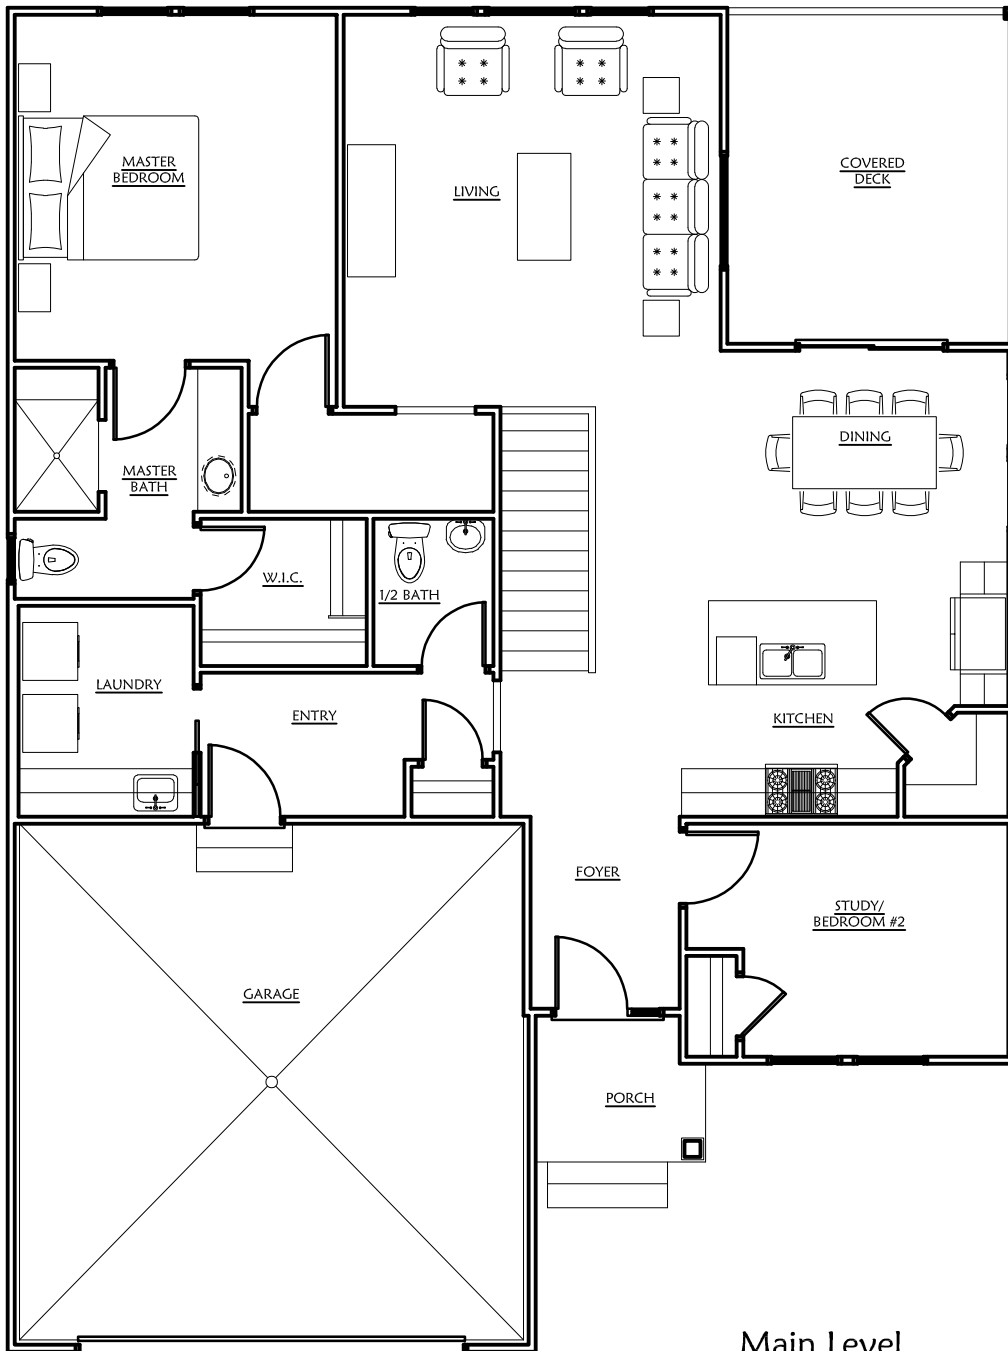 MASTER
BEDROOM
LIVING
COVERED
DECK
DINING
MASTER
BATH
W.I.C.
1/2 BATH
LAUNDRY
ENTRY
KITCHEN
FOYER
STUDY/
BEDROOM #2
GARAGE
PORCH
Main Level